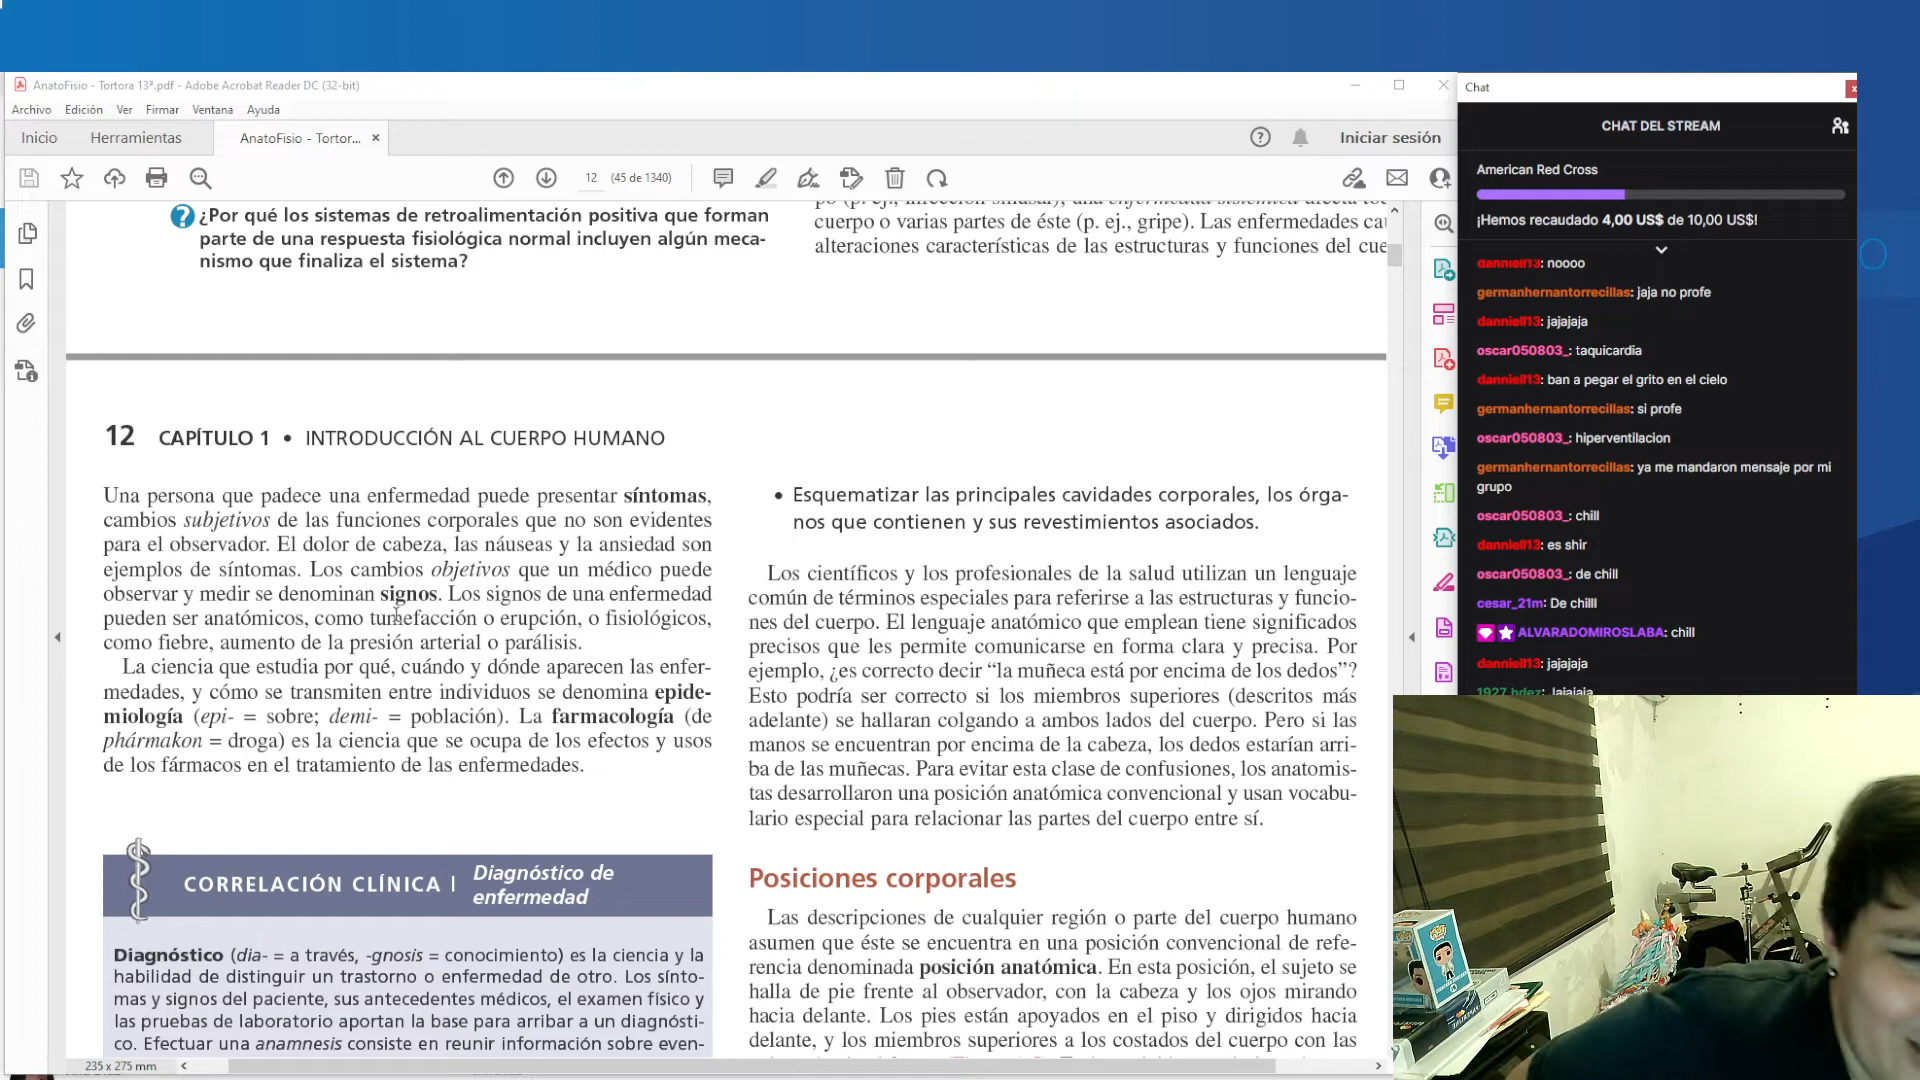 AnatoFisio - Tortora 13ª.pdf - Adobe Acrobat Reader DC (32-bit)
Archivo Edición Ver Firmar Ventana Ayuda
Inicio Herramientas AnatoFisio - Tortor... Iniciar sesión
12 (45 de 1340)
¿Por qué los sistemas de retroalimentación positiva que forman
parte de una respuesta fisiológica normal incluyen algún meca-
nismo que finaliza el sistema?
cuerpo o varias partes de éste (p. ej., gripe). Las enfermedades
alteraciones características de las estructuras y funciones del
12 CAPÍTULO 1 • INTRODUCCIÓN AL CUERPO HUMANO
Una persona que padece una enfermedad puede presentar síntomas,
cambios subjetivos de las funciones corporales que no son evidentes
para el observador. El dolor de cabeza, las náuseas y la ansiedad son
ejemplos de síntomas. Los cambios objetivos que un médico puede
observar y medir se denominan signos. Los signos de una enfermedad
pueden ser anatómicos, como tumefacción o erupción, o fisiológicos,
como fiebre, aumento de la presión arterial o parálisis.
La ciencia que estudia por qué, cuándo y dónde aparecen las enfer-
medades, y cómo se transmiten entre individuos se denomina epide-
miología (epi- = sobre; demi- = población). La farmacología (de
phármakon = droga) es la ciencia que se ocupa de los efectos y usos
de los fármacos en el tratamiento de las enfermedades.
CORRELACIÓN CLÍNICA | Diagnóstico de
enfermedad
Diagnóstico (dia- = a través, -gnosis = conocimiento) es la ciencia y la
habilidad de distinguir un trastorno o enfermedad de otro. Los sínto-
mas y signos del paciente, sus antecedentes médicos, el examen físico y
las pruebas de laboratorio aportan la base para arribar a un diagnósti-
co. Efectuar una anamnesis consiste en reunir información sobre even-
• Esquematizar las principales cavidades corporales, los órga-
nos que contienen y sus revestimientos asociados.
Los científicos y los profesionales de la salud utilizan un lenguaje
común de términos especiales para referirse a las estructuras y funcio-
nes del cuerpo. El lenguaje anatómico que emplean tiene significados
precisos que les permite comunicarse en forma clara y precisa. Por
ejemplo, ¿es correcto decir “la muñeca está por encima de los dedos”?
Esto podría ser correcto si los miembros superiores (descritos más
adelante) se hallaran colgando a ambos lados del cuerpo. Pero si las
manos se encuentran por encima de la cabeza, los dedos estarían arri-
ba de las muñecas. Para evitar esta clase de confusiones, los anatomis-
tas desarrollaron una posición anatómica convencional y usan vocabu-
lario especial para relacionar las partes del cuerpo entre sí.
Posiciones corporales
Las descripciones de cualquier región o parte del cuerpo humano
asumen que éste se encuentra en una posición convencional de refe-
rencia denominada posición anatómica. En esta posición, el sujeto se
halla de pie frente al observador, con la cabeza y los ojos mirando
hacia delante. Los pies están apoyados en el piso y dirigidos hacia
delante, y los miembros superiores a los costados del cuerpo con las
235 x 275 mm
Chat
CHAT DEL STREAM
American Red Cross
¡Hemos recaudado 4,00 US$ de 10,00 US$!
danniell13: noooo
germanhernantorrecillas: jaja no profe
danniell13: jajajaja
oscar050803_: taquicardia
danniell13: ban a pegar el grito en el cielo
germanhernantorrecillas: si profe
oscar050803_: hiperventilacion
germanhernantorrecillas: ya me mandaron mensaje por mi
grupo
oscar050803_: chill
danniell13: es shir
oscar050803_: de chill
cesar_21m: De chilll
ALVARADOMIROSLABA: chill
danniell13: jajajaja